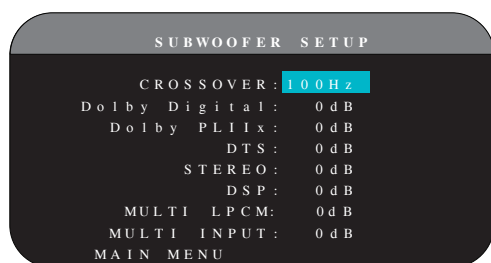 SUBWOOFER SETUP
CROSSOVER: 100Hz
Dolby Digital: 0dB
Dolby PLIIx: 0dB
DTS: 0dB
STEREO: 0dB
DSP: 0dB
MULTI LPCM: 0dB
MULTI INPUT: 0dB
MAIN MENU